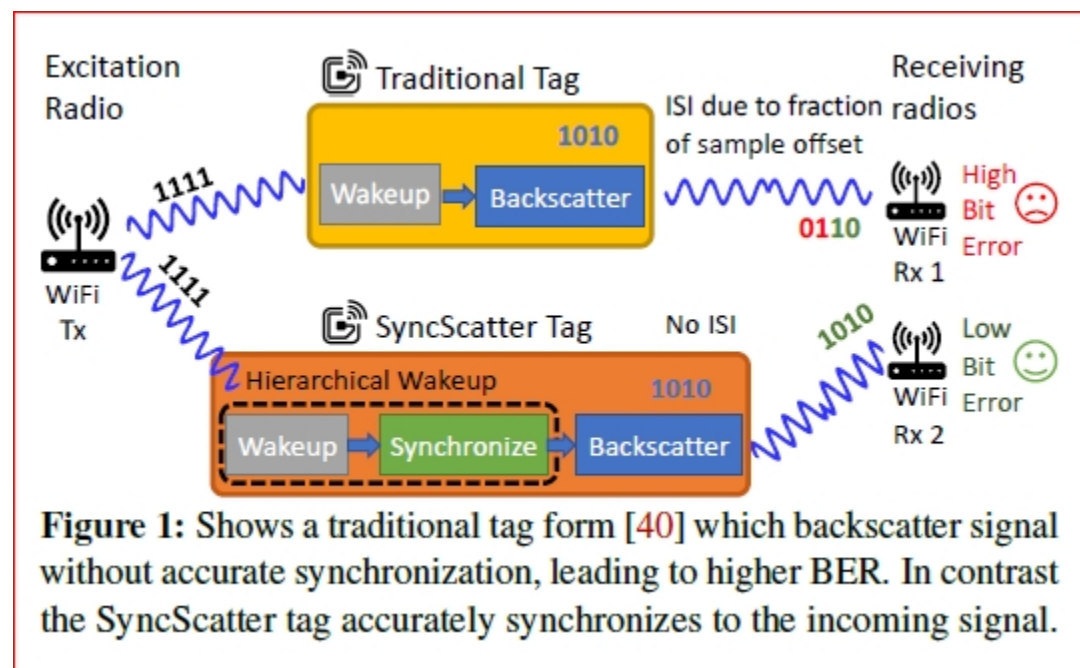 Excitation
Radio
Traditional Tag
ISI due to fraction
of sample offset
Receiving
radios
1111
1010
Wakeup
Backscatter
0110
High
Bit
Error
WiFi
Rx 1
WiFi
Tx
1111
SyncScatter Tag
No ISI
1010
Hierarchical Wakeup
1010
Wakeup
Synchronize
Backscatter
Low
Bit
Error
WiFi
Rx 2
Figure 1: Shows a traditional tag form [40] which backscatter signal
without accurate synchronization, leading to higher BER. In contrast
the SyncScatter tag accurately synchronizes to the incoming signal.